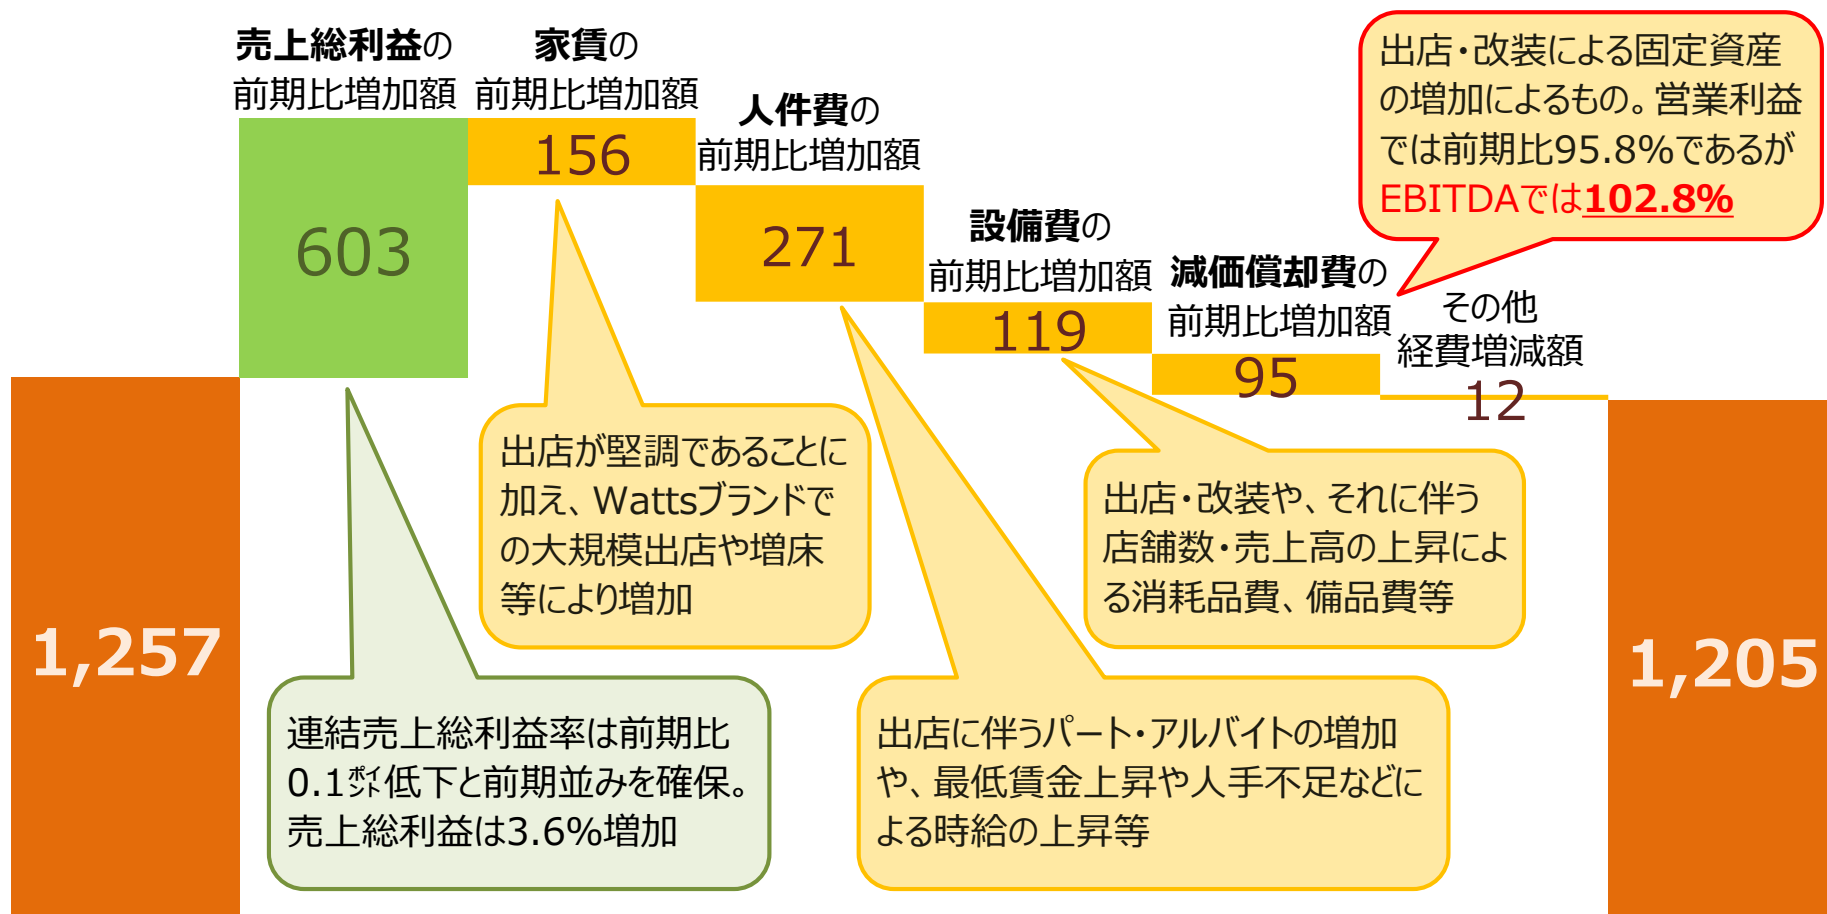 売上総利益の
前期比増加額
家賃の
前期比増加額
人件費の
前期比増加額
設備費の
前期比増加額
減価償却費の
前期比増加額
その他
経費増減額
出店・改装による固定資産
の増加によるもの。営業利益
では前期比95.8%であるが
EBITDAでは102.8%
1,257
603
156
271
119
95
12
1,205
出店が堅調であることに
加え、Wattsブランドで
の大規模出店や増床
等により増加
出店・改装や、それに伴う
店舗数・売上高の上昇によ
る消耗品費、備品費等
連結売上総利益率は前期比
0.1㌽低下と前期並みを確保。
売上総利益は3.6%増加
出店に伴うパート・アルバイトの増加
や、最低賃金上昇や人手不足などに
よる時給の上昇等